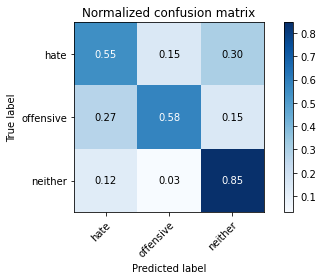 Normalized confusion matrix
True label
hate
0.55 0.15 0.30
offensive
0.27 0.58 0.15
neither
0.12 0.03 0.85
hate offensive neither
Predicted label
0.8
0.7
0.6
0.5
0.4
0.3
0.2
0.1